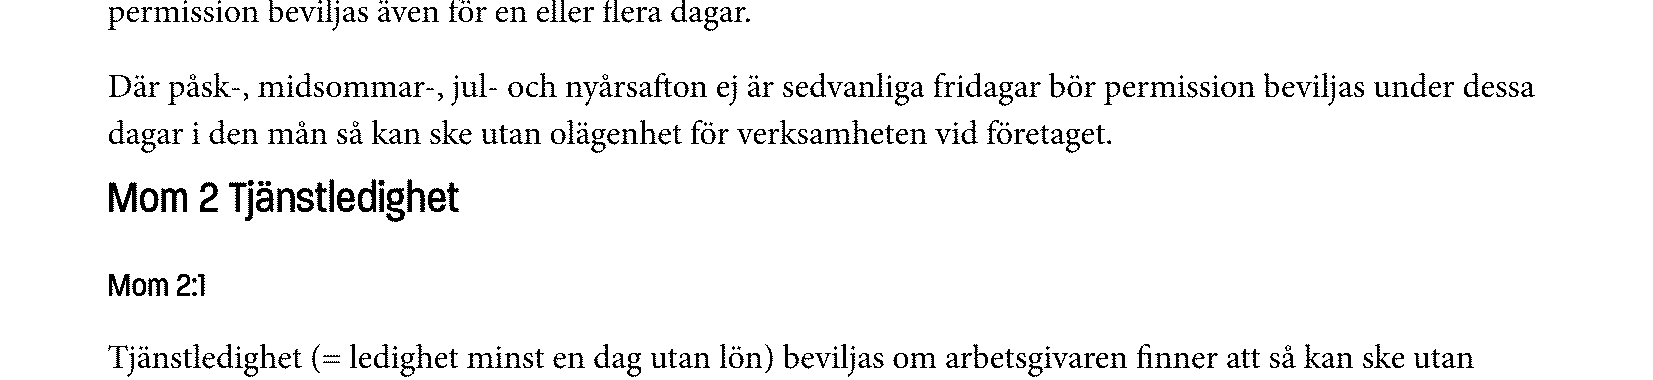 permission beviljas även för en eller flera dagar.
Där påsk-, midsommar-, jul- och nyårsafton ej är sedvanliga fridagar bör permission beviljas under dessa
dagar i den mån så kan ske utan olägenhet för verksamheten vid företaget.
Mom 2 Tjänstledighet
Mom 2:1
Tjänstledighet (= ledighet minst en dag utan lön) beviljas om arbetsgivaren finner att så kan ske utan